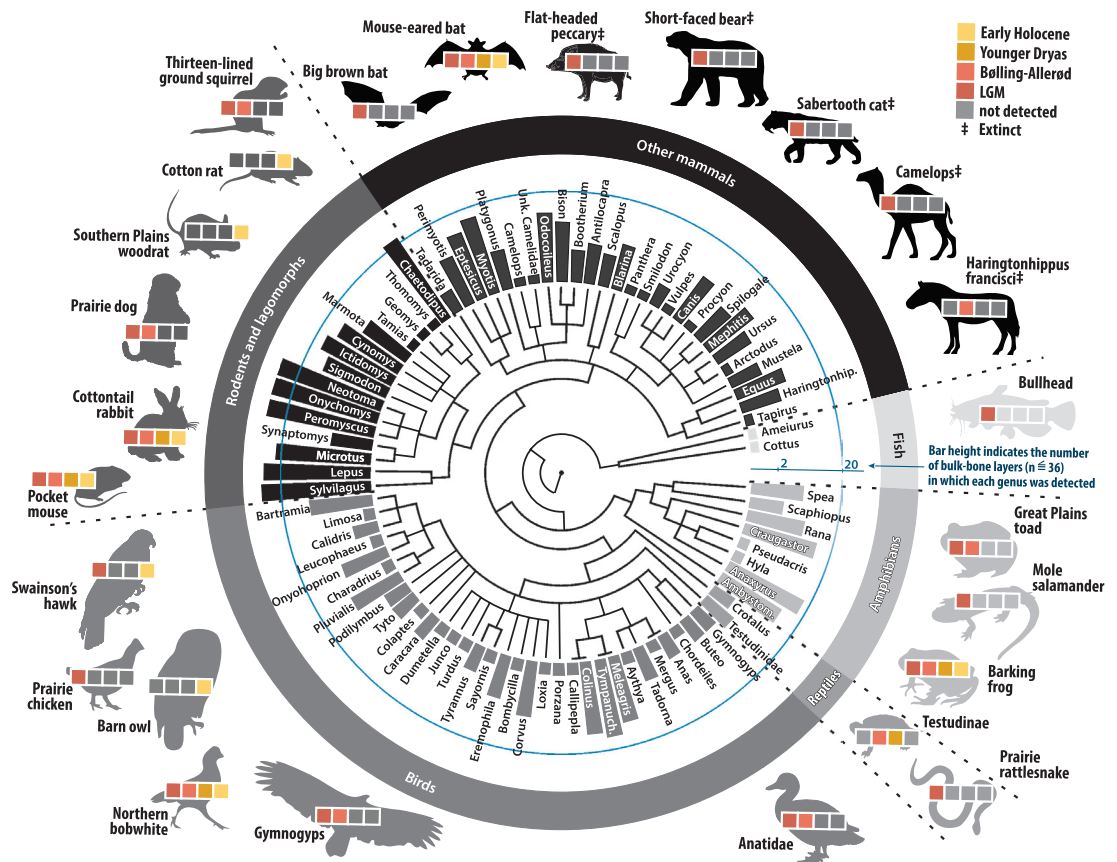 Mouse-eared bat
Flat-headed
peccary‡
Short-faced bear‡
Early Holocene
Younger Dryas
Bølling-Allerød
LGM
not detected
‡ Extinct
Thirteen-lined
ground squirrel
Big brown bat
Sabertooth cat‡
Cotton rat
Camelops‡
Southern Plains
woodrat
Haringtonhippus
francisci‡
Prairie dog
Bullhead
Cottontail
rabbit
Bar height indicates the number
of bulk-bone layers (n ≦ 36)
in which each genus was detected
2
20
Pocket
mouse
Great Plains
toad
Swainson's
hawk
Mole
salamander
Prairie
chicken
Barn owl
Barking
frog
Testudinae
Prairie
rattlesnake
Northern
bobwhite
Gymnogyps
Anatidae
Other mammals
Rodents and lagomorphs
Fish
Amphibians
Reptiles
Birds
Perimyotis
Tadarida
Eptesicus
Myotis
Platygonus
Camelops
Unk. Camelidae
Odocoileus
Bison
Bootherium
Antilocapra
Scalopus
Blarina
Panthera
Smilodon
Urocyon
Vulpes
Canis
Procyon
Spilogale
Mephitis
Ursus
Arctodus
Mustela
Equus
Haringtonhip.
Tapirus
Ameiurus
Cottus
Spea
Scaphiopus
Rana
Craugastor
Pseudacris
Hyla
Anaxyrus
Ambystom.
Crotalus
Testudinidae
Gymnogyps
Buteo
Chordeiles
Anas
Mergus
Tadorna
Aythya
Meleagris
Tympanuch.
Colinus
Callipepla
Porzana
Loxia
Corvus
Bombycilla
Eremophila
Sayornis
Tyrannus
Turdus
Junco
Dumetella
Caracara
Colaptes
Tyto
Podilymbus
Pluvialis
Charadrius
Onyohoprion
Leucophaeus
Calidris
Limosa
Bartramia
Sylvilagus
Lepus
Microtus
Synaptomys
Peromyscus
Onychomys
Neotoma
Sigmodon
Ictidomys
Cynomys
Marmota
Tamias
Geomys
Thomomys
Chaetodipus